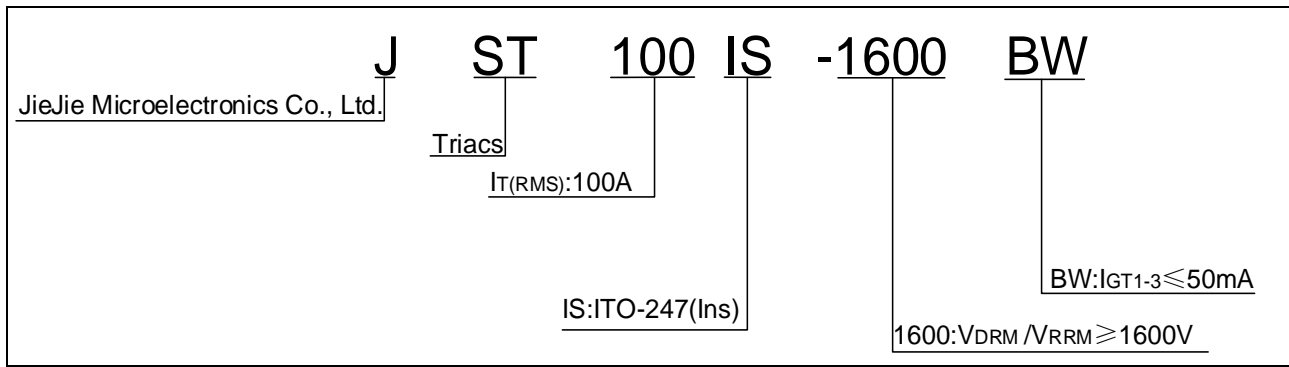 J ST 100 IS -1600 BW
JieJie Microelectronics Co., Ltd.
Triacs
IT(RMS):100A
BW:IGT1-3≤50mA
IS:ITO-247(Ins)
1600:VDRM /VRRM≥1600V